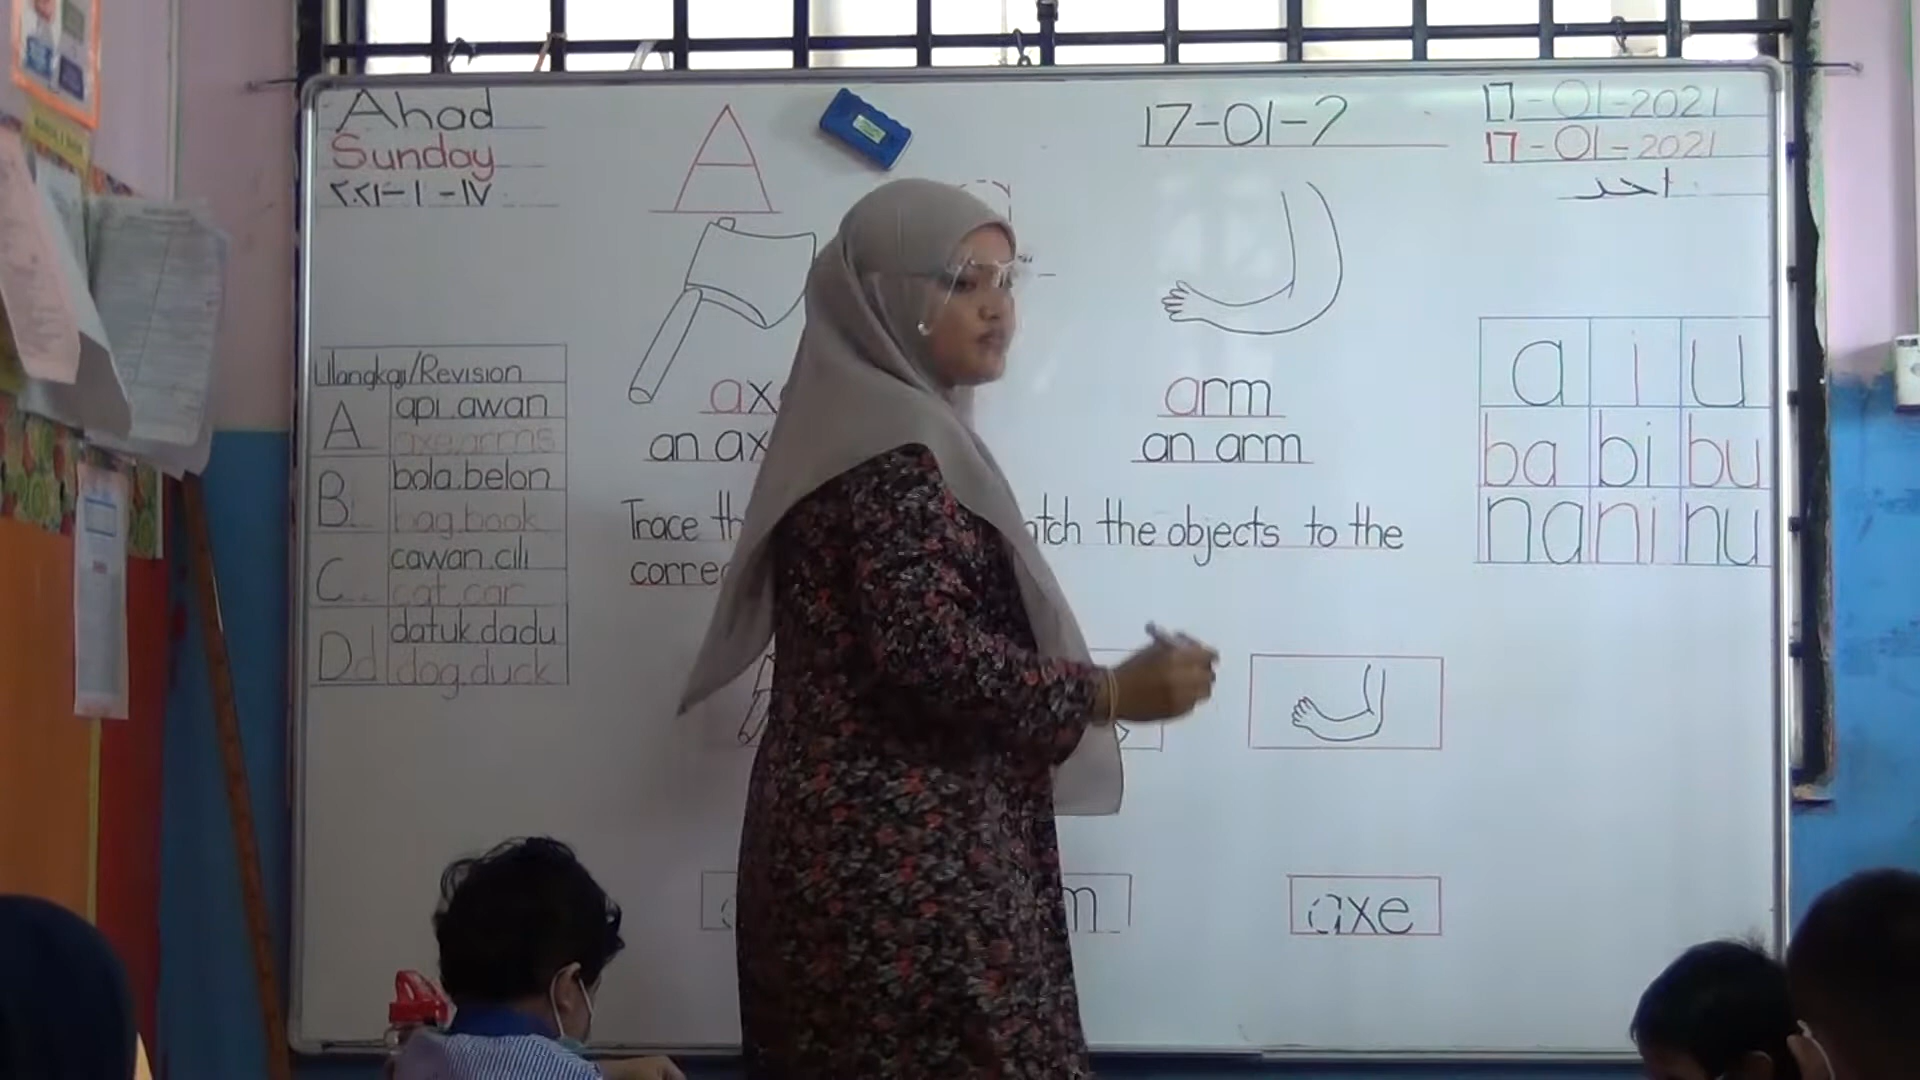 Ahad
Sunday
٢٠٢١-١-١٧
A
17-01-2
17-01-2021
17-01-2021
احد
Ulangkaji/Revision
A
api.awan
axe.arms
B
bola.belon
bag.book
C
cawan.cili
cat.car
Dd
datuk.dadu
dog.duck
arm
an
an arm
Trace
the objects to the
a i u
ba bi bu
na ni nu
axe